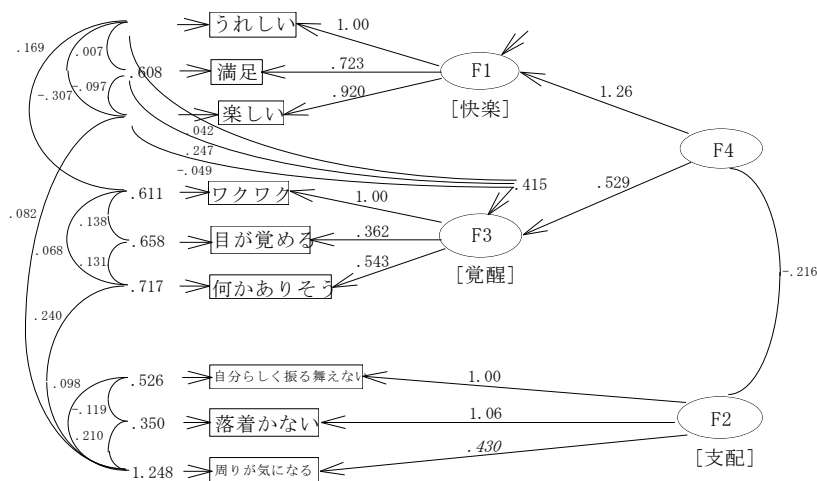 うれしい
1.00
.169
.007
F1
.608
満足
.723
-.097
-.307
.920
1.26
楽しい
[快楽]
.042
F4
.247
-.049
.415
.529
.611
ワクワク
1.00
.082
.138
F3
.658
目が覚める
.362
.068
.131
.543
[覚醒]
-.216
.717
何かありそう
.240
.098
.526
自分らしく振る舞えない
1.00
-.119
.350
落着かない
1.06
F2
.210
.430
[支配]
1.248
周りが気になる